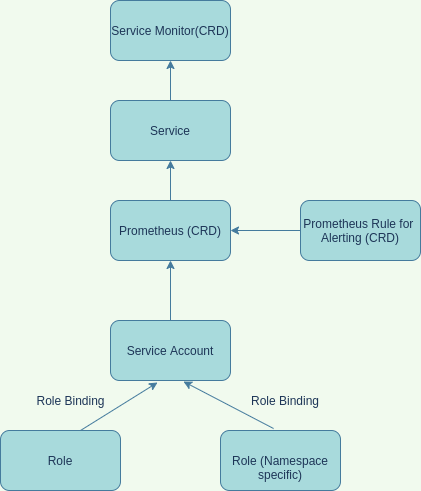 Service Monitor(CRD)
Service
Prometheus (CRD)
Prometheus Rule for
Alerting (CRD)
Service Account
Role Binding
Role Binding
Role
Role (Namespace
specific)